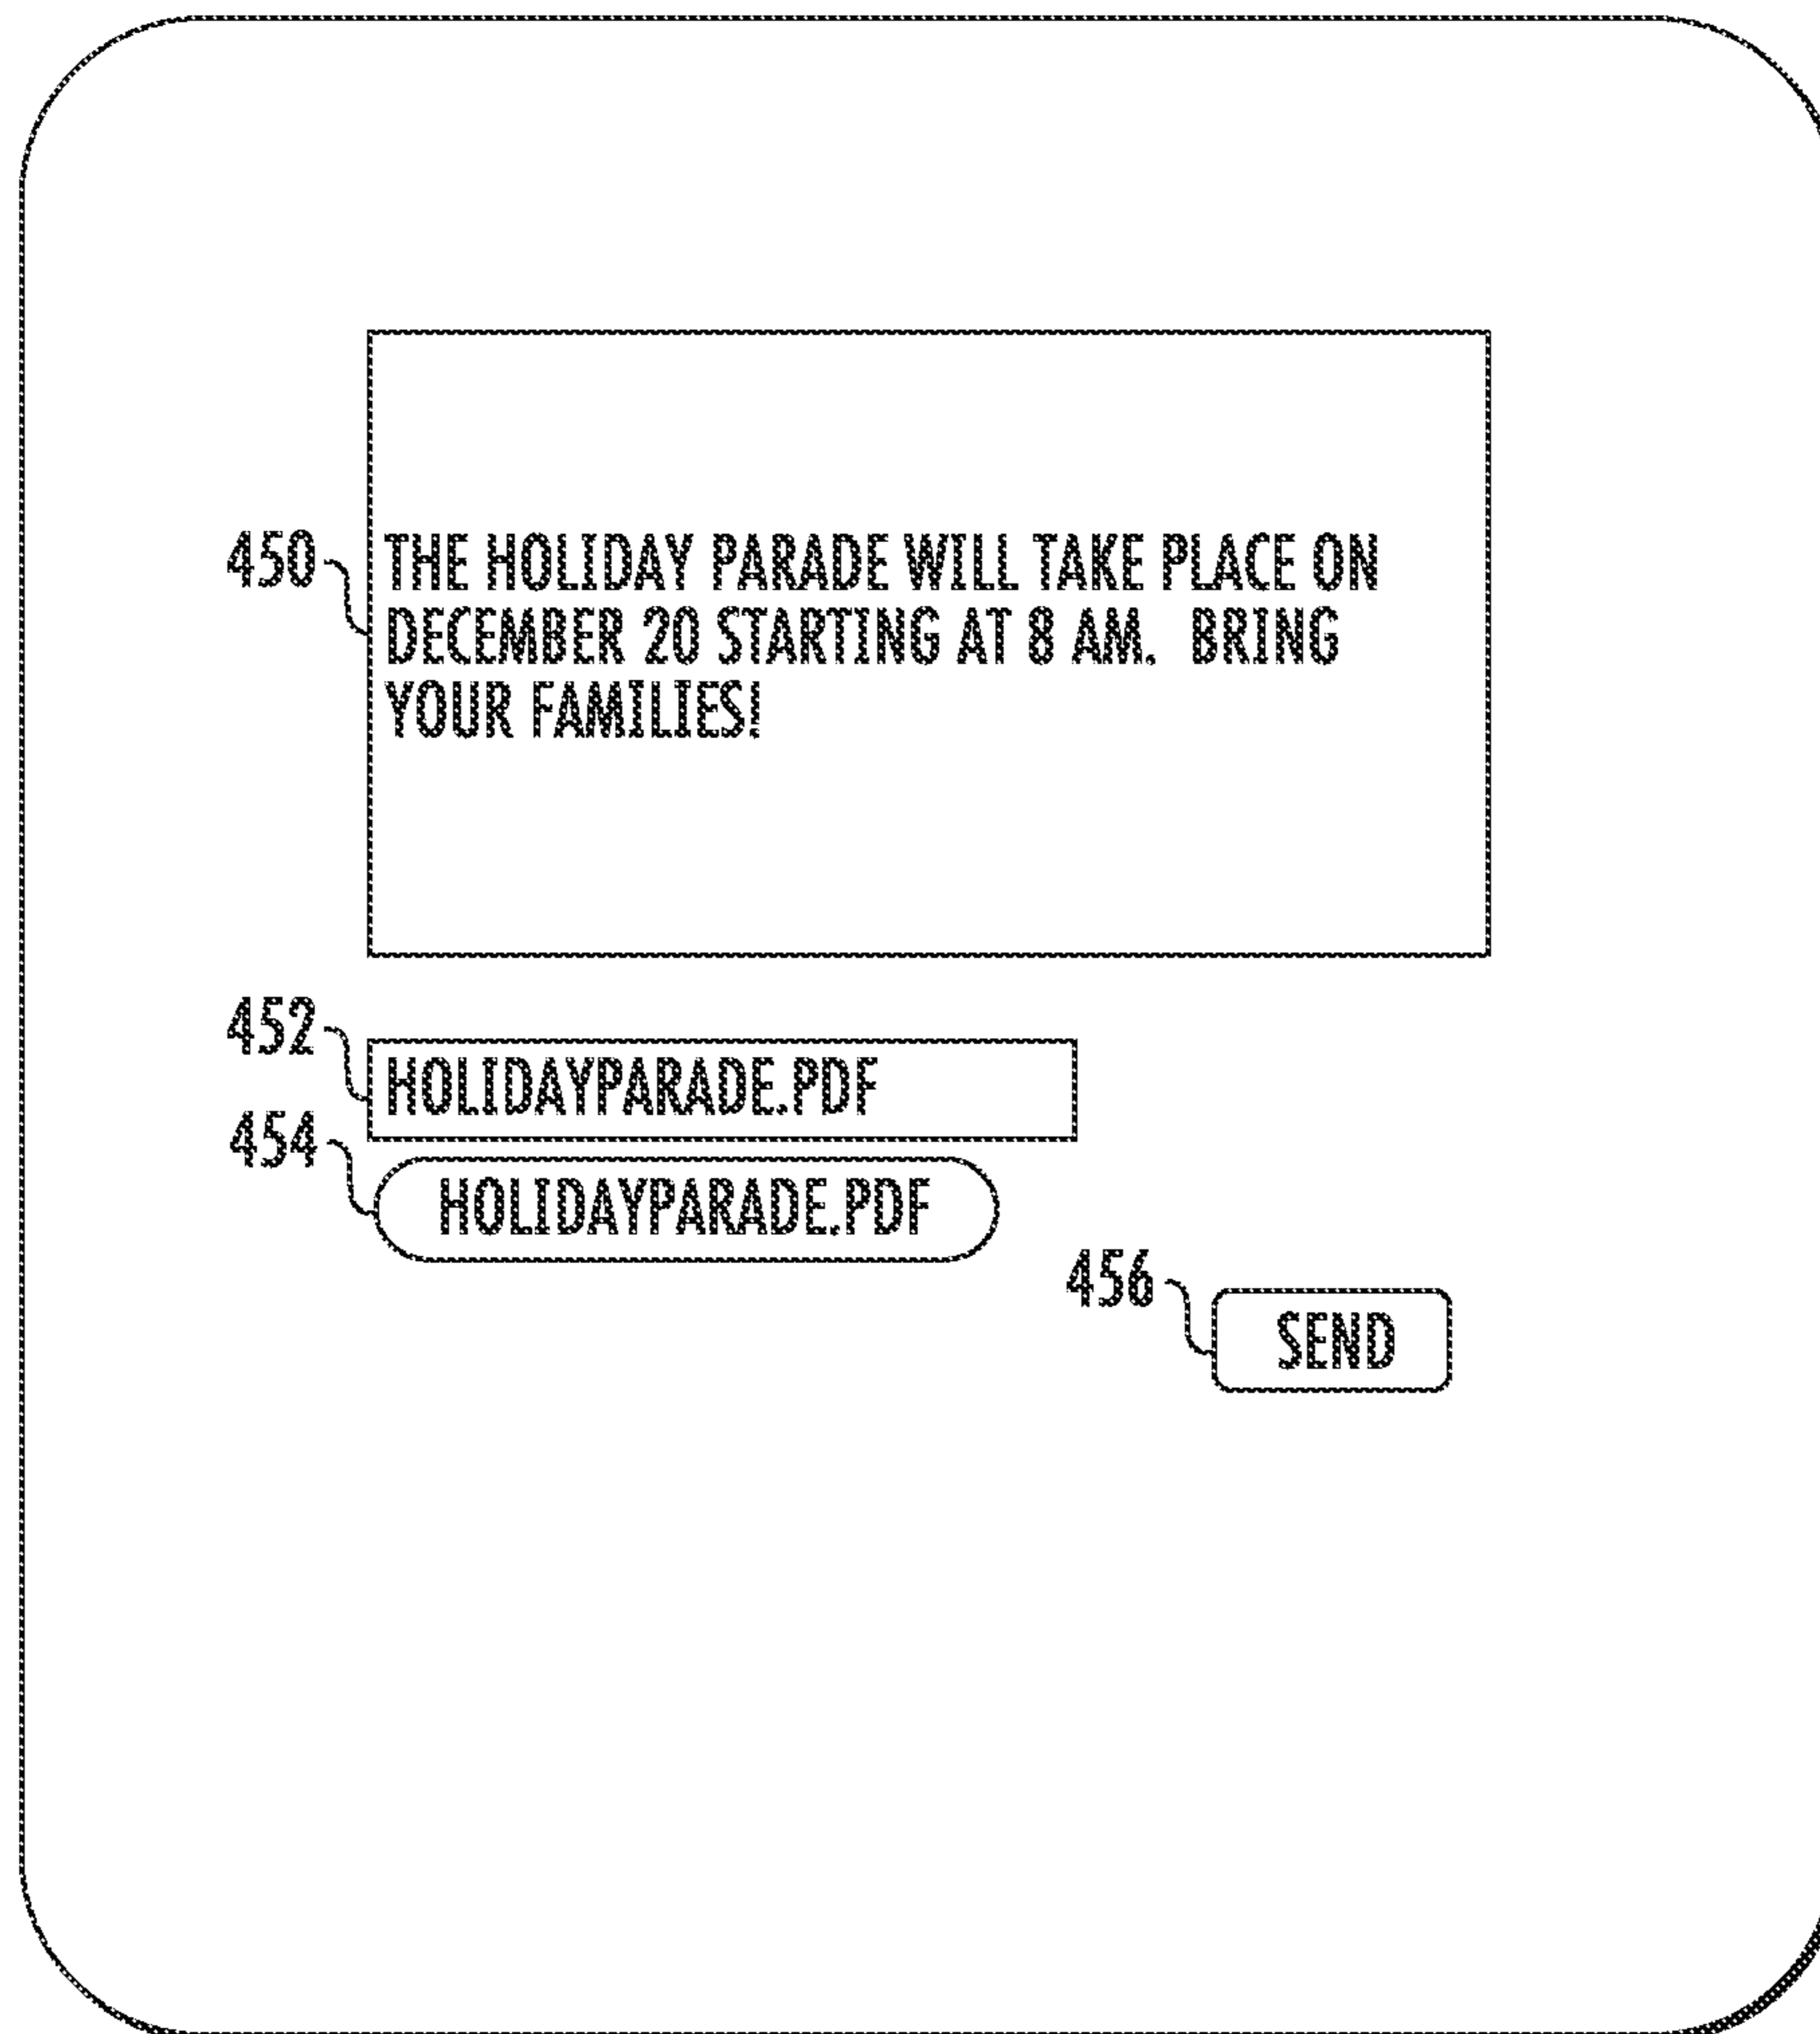 450
THE HOLIDAY PARADE WILL TAKE PLACE ON
DECEMBER 20 STARTING AT 8 AM.  BRING
YOUR FAMILIES!
452
HOLIDAYPARADE.PDF
454
HOLIDAYPARADE.PDF
456
SEND